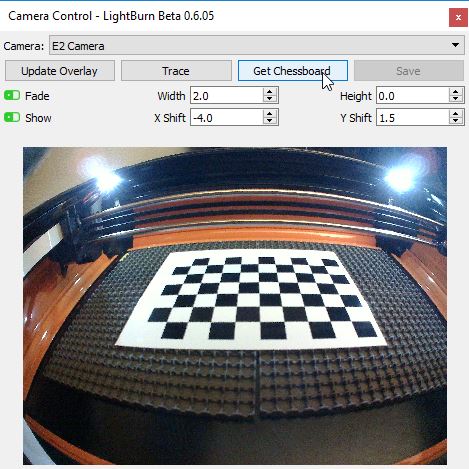 Camera Control - LightBurn Beta 0.6.05
Camera: E2 Camera
Update Overlay Trace Get Chessboard Save
Fade Width 2.0 Height 0.0
Show X Shift -4.0 Y Shift 1.5